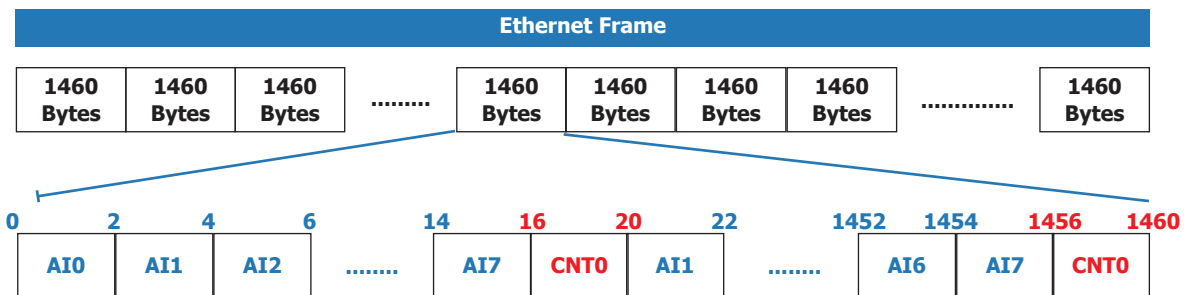 Ethernet Frame
1460 1460 1460 1460 1460 1460 1460 1460
Bytes Bytes Bytes ......... Bytes Bytes Bytes Bytes .............. Bytes
0 2 4 6 14 16 20 22 1452 1454 1456 1460
AI0 AI1 AI2 ........ AI7 CNT0 AI1 ........ AI6 AI7 CNT0